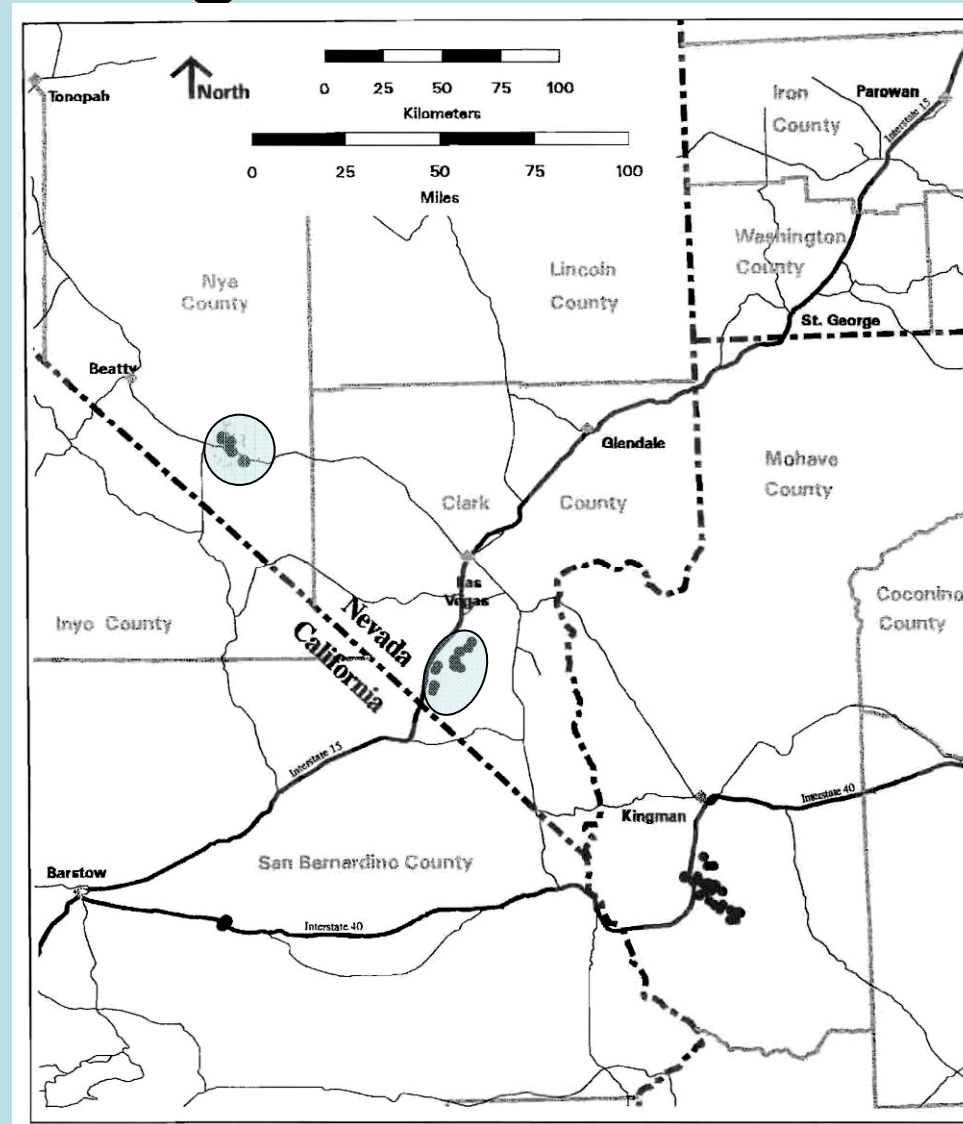 Tonopah
North
0 25 50 75 100
Kilometers
0 25 50 75 100
Miles
Iron
County
Parowan
Interstate 15
Washington
County
St. George
Nye
County
Lincoln
County
Beatty
Glendale
Mohave
County
Clark County
Las
Vegas
Coconino
County
Inyo County
Nevada
California
Interstate 15
Kingman
Interstate 40
San Bernardino County
Barstow
Interstate 40